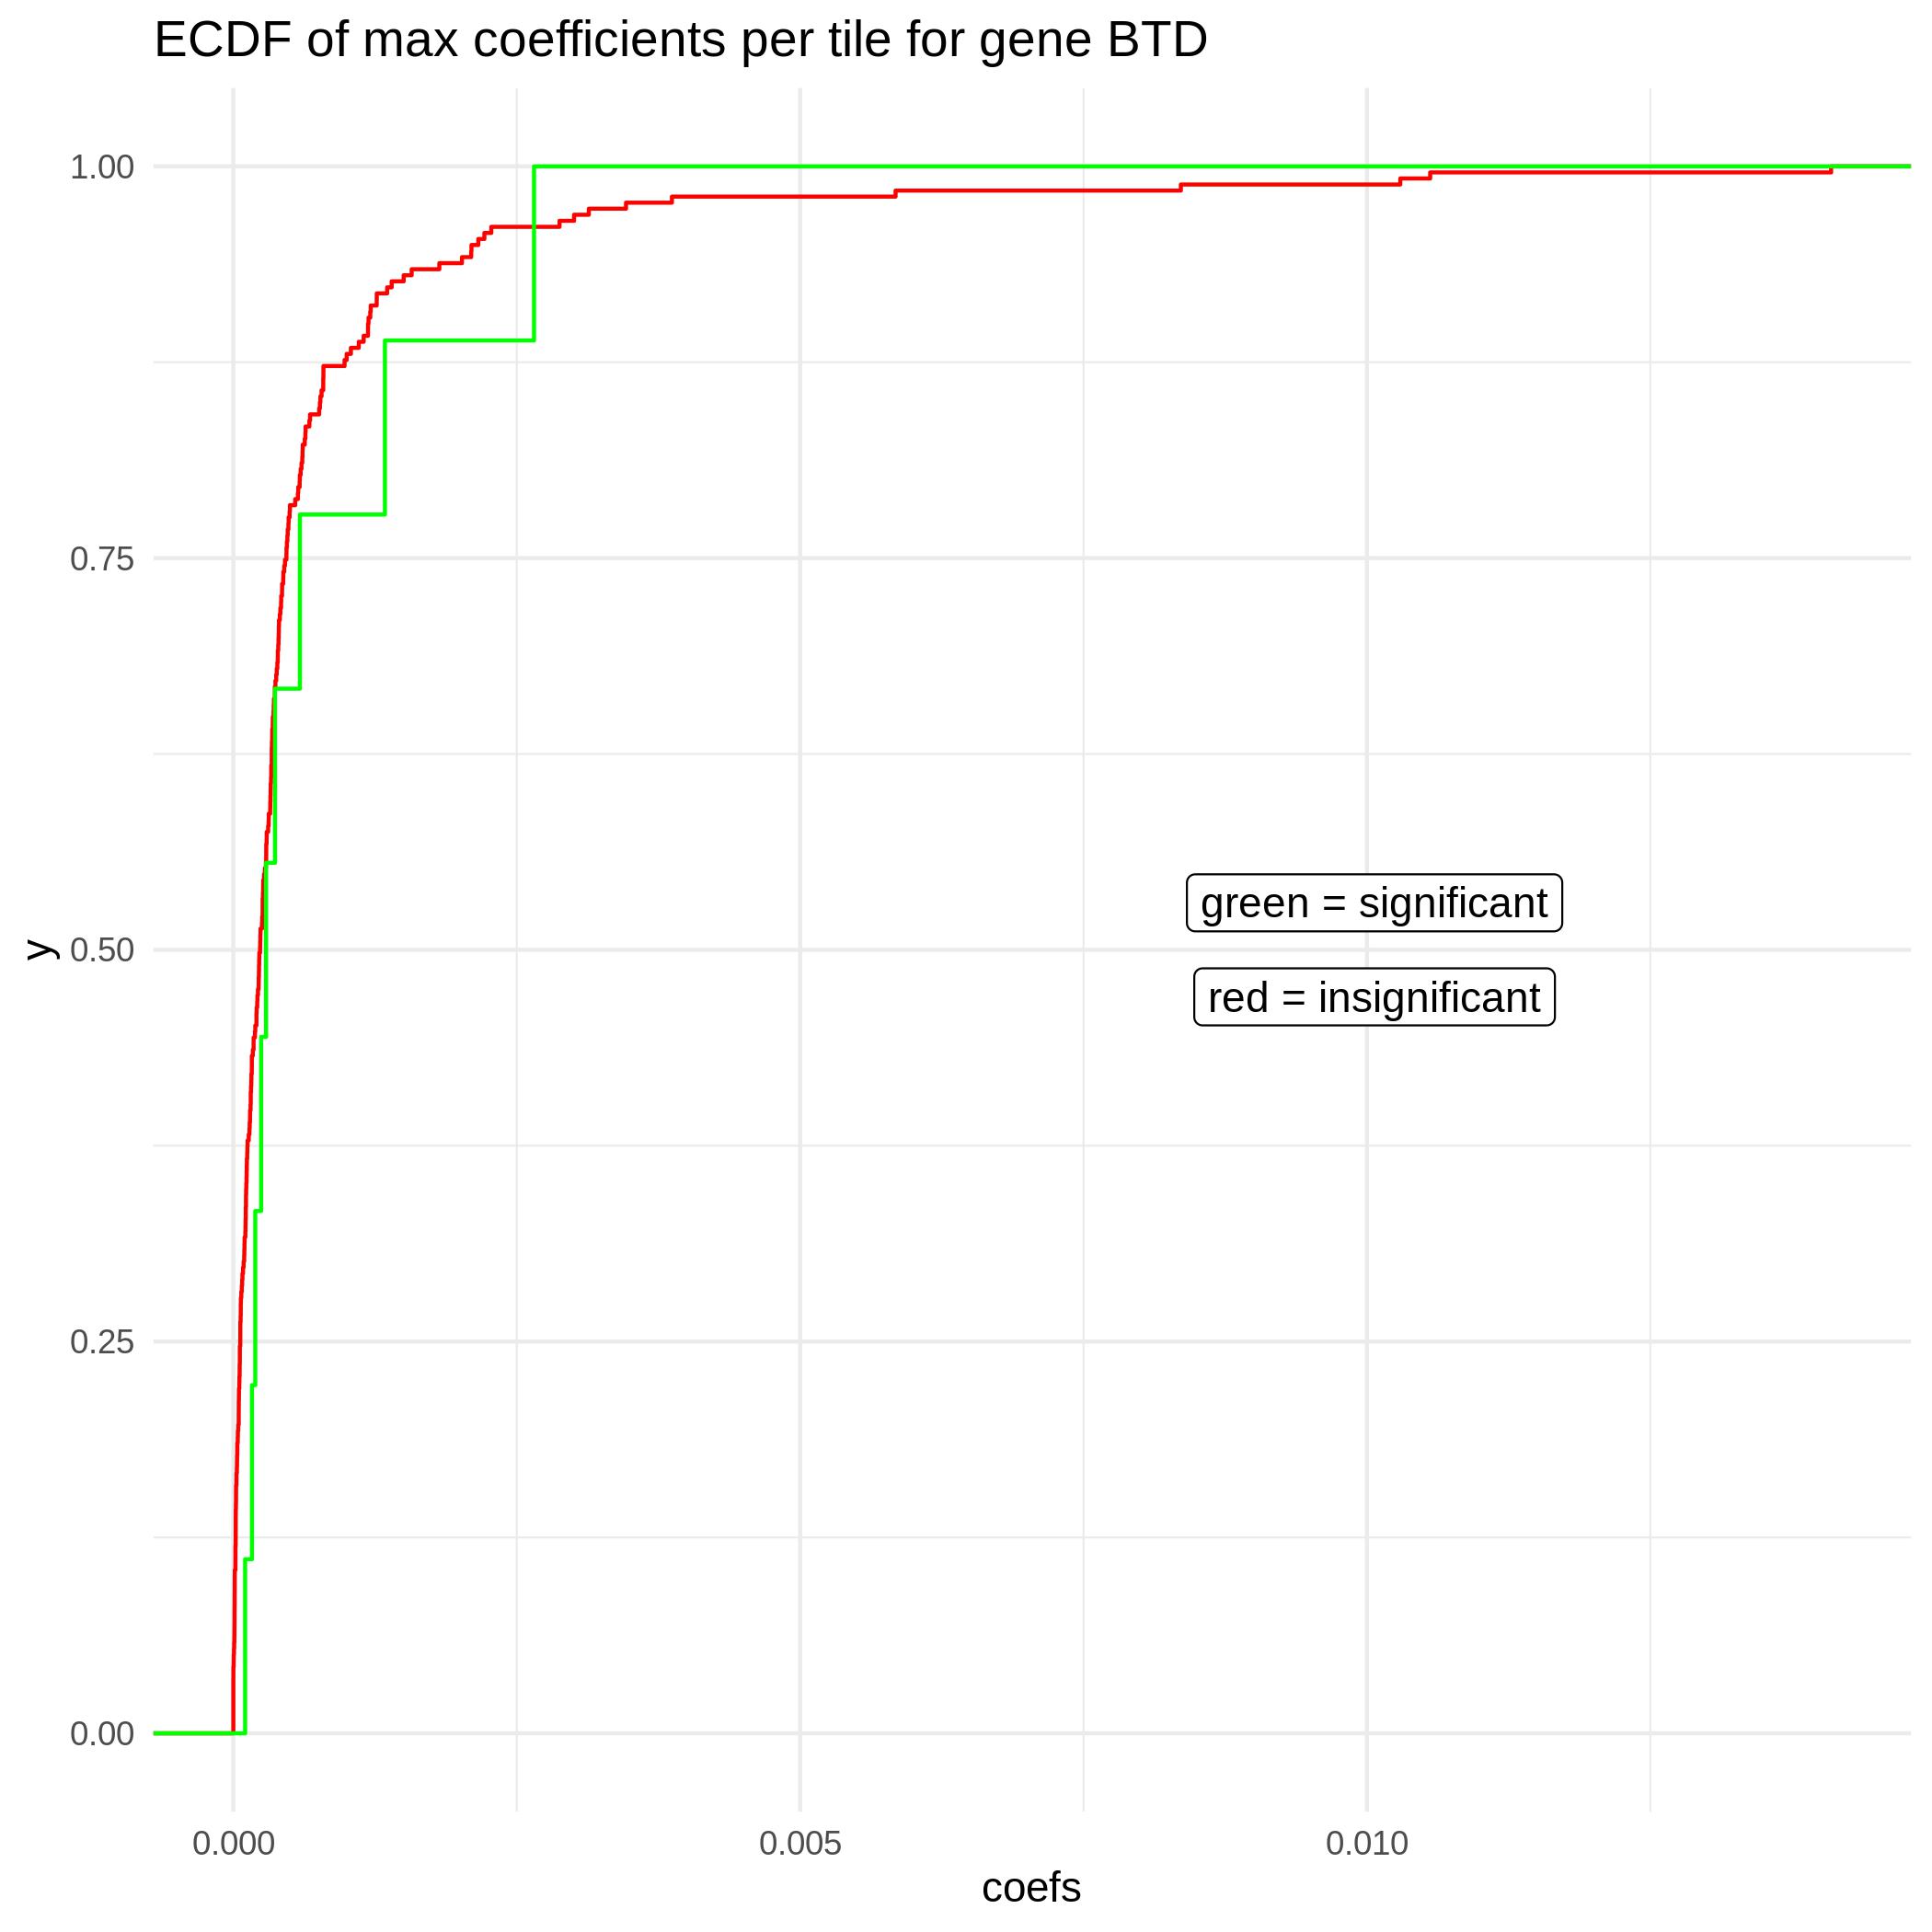 ECDF of max coefficients per tile for gene BTD
1.00
0.75
0.50
0.25
0.00
y
green = significant
red = insignificant
0.000
0.005
0.010
coefs